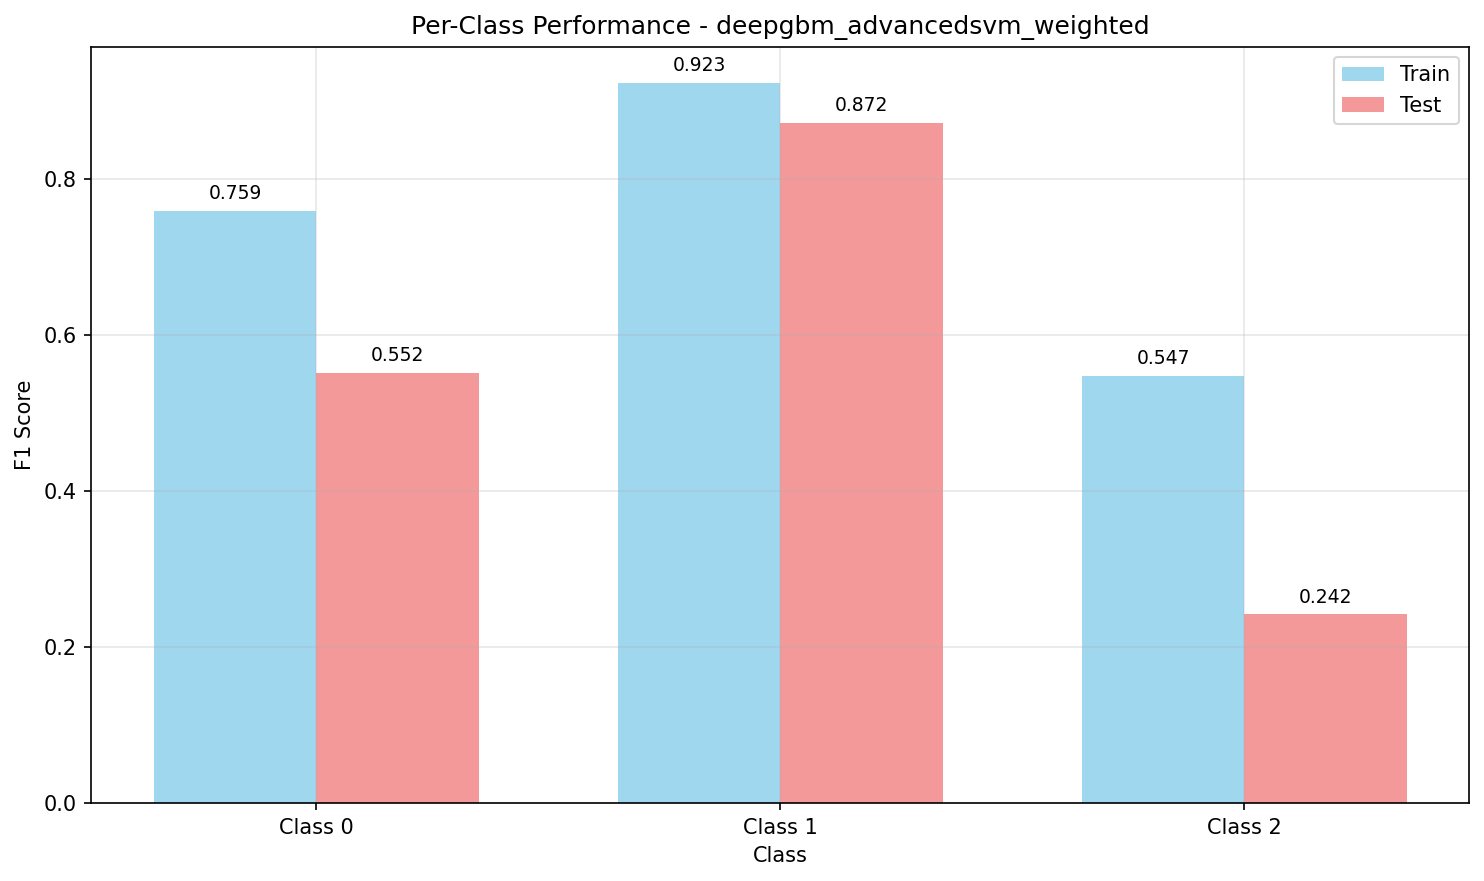 Per-Class Performance - deepgbm_advancedsvm_weighted
Train
Test
0.923
0.872
0.759
0.552
0.547
0.242
F1 Score
0.8
0.6
0.4
0.2
0.0
Class 0
Class 1
Class 2
Class